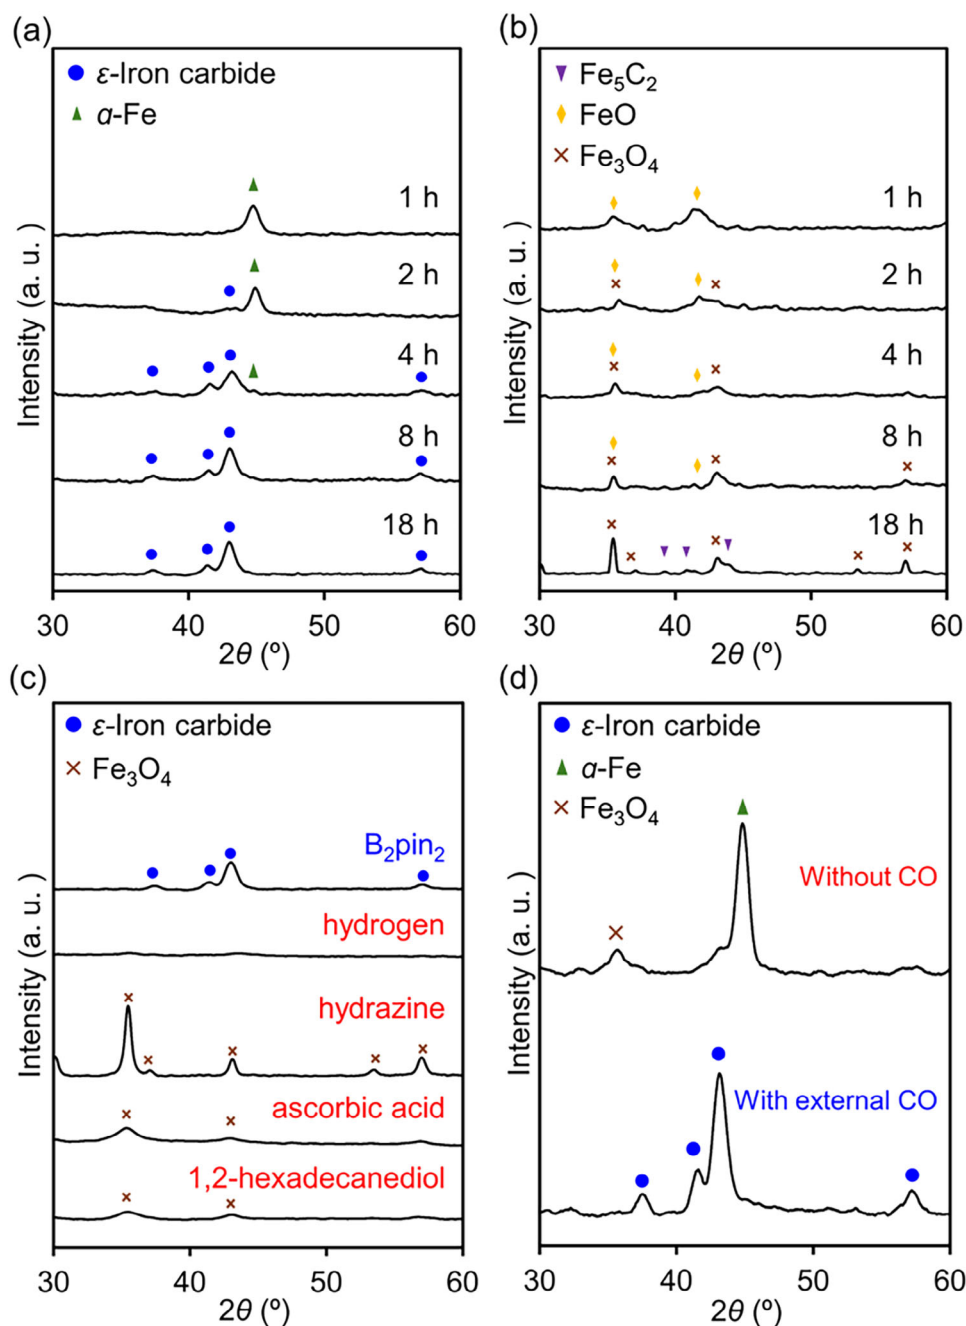 (a)
ε-Iron carbide
α-Fe
1 h
2 h
4 h
8 h
18 h
Intensity (a. u.)
30 40 50 60
2θ (º)
(b)
Fe5C2
FeO
Fe3O4
1 h
2 h
4 h
8 h
18 h
Intensity (a. u.)
30 40 50 60
2θ (º)
(c)
ε-Iron carbide
Fe3O4
B2pin2
hydrogen
hydrazine
ascorbic acid
1,2-hexadecanediol
Intensity (a. u.)
30 40 50 60
2θ (º)
(d)
ε-Iron carbide
α-Fe
Fe3O4
Without CO
With external CO
Intensity (a. u.)
30 40 50 60
2θ (º)